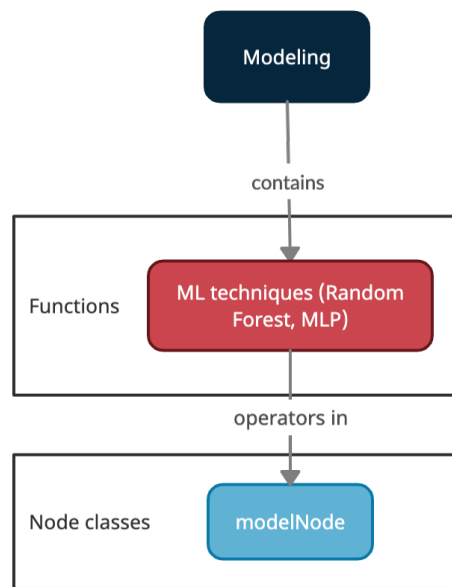 Modeling
contains
Functions
ML techniques (Random
Forest, MLP)
operators in
Node classes
modelNode